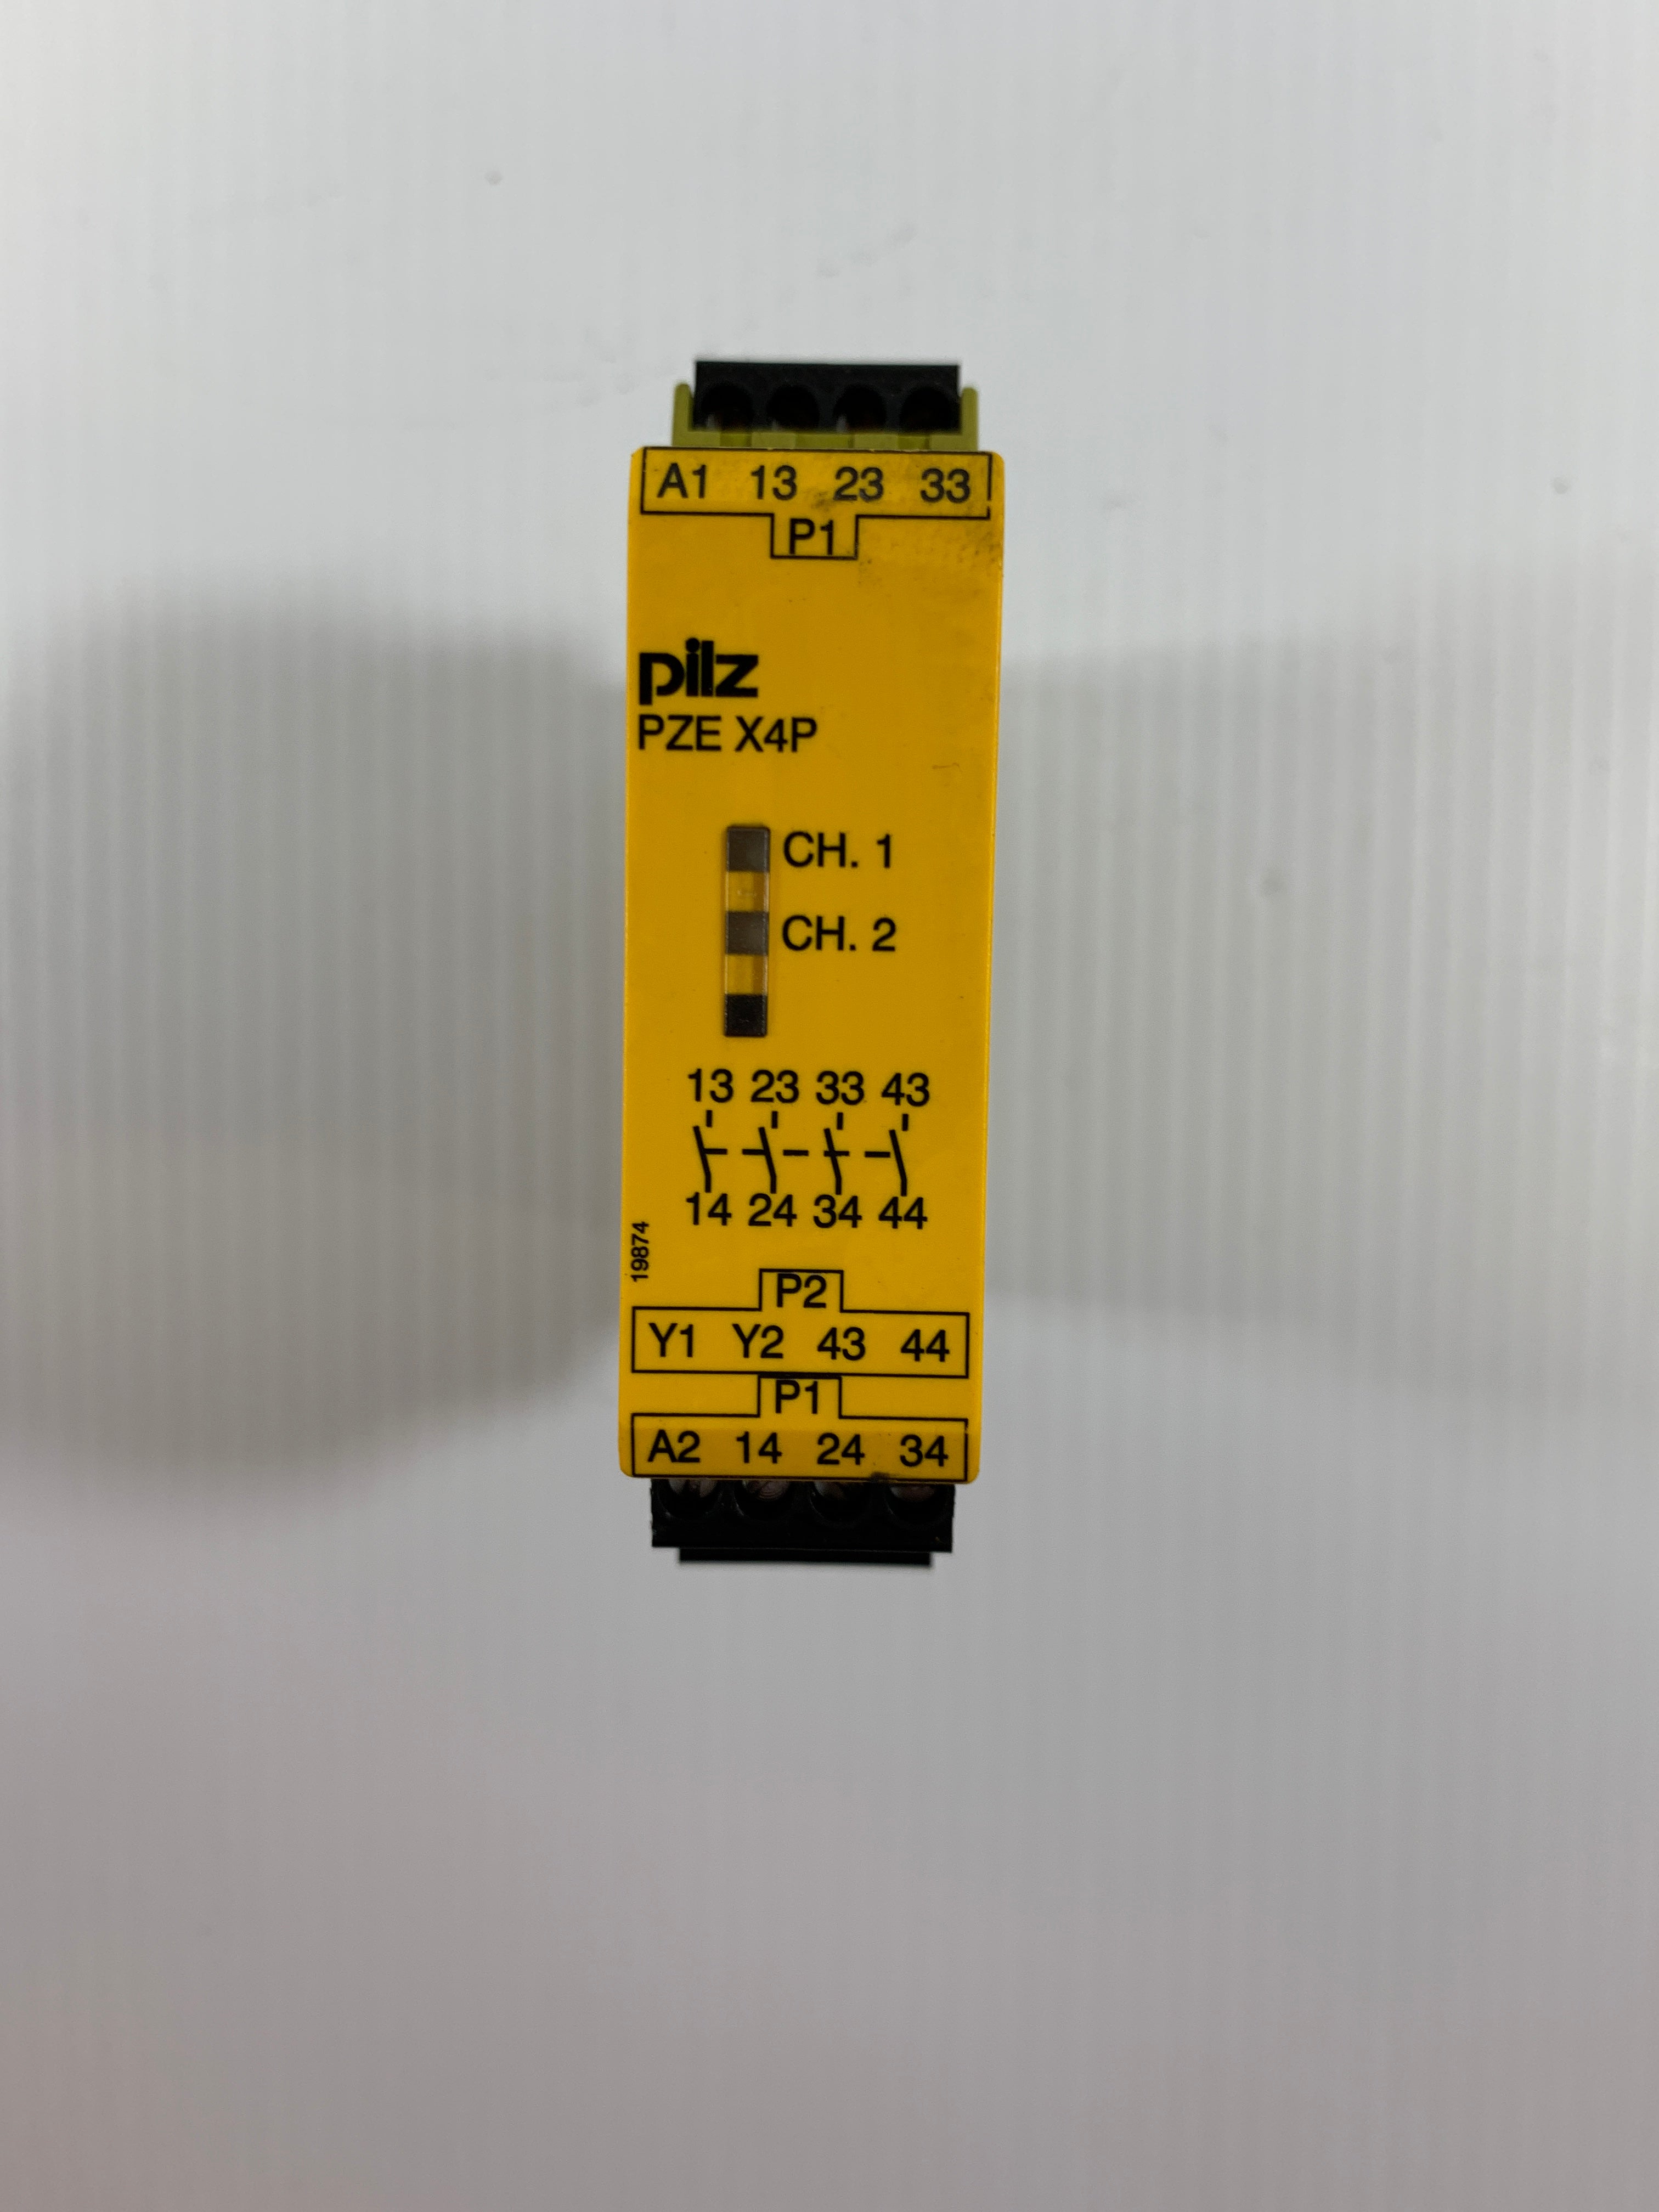 A1 13 23 33
P1
pilz
PZE X4P
CH. 1
CH. 2
13 23 33 43
14 24 34 44
19874
P2
Y1 Y2 43 44
P1
A2 14 24 34